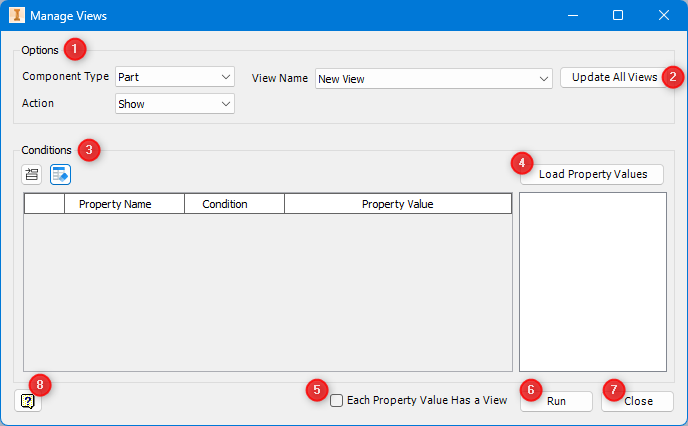 Manage Views
Options 1
Component Type Part View Name New View Update All Views 2
Action Show
Conditions 3
4
Load Property Values
Property Name Condition Property Value
8 5 6 7
? Each Property Value Has a View Run Close